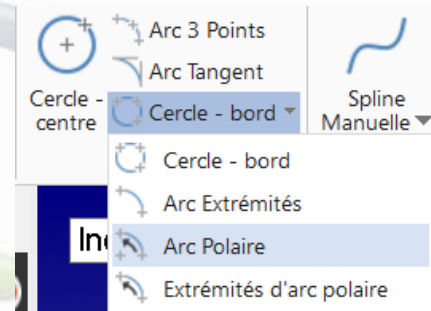 Arc 3 Points
Arc Tangent
Cercle -
centre
Cercle - bord
Spline
Manuelle
Cercle - bord
Arc Extrémités
Arc Polaire
Extrémités d'arc polaire